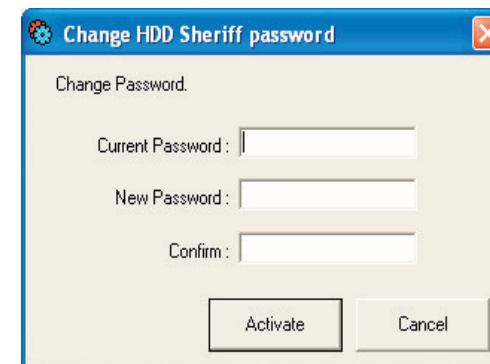 Change HDD Sheriff password
Change Password.
Current Password :
New Password :
Confirm :
Activate Cancel